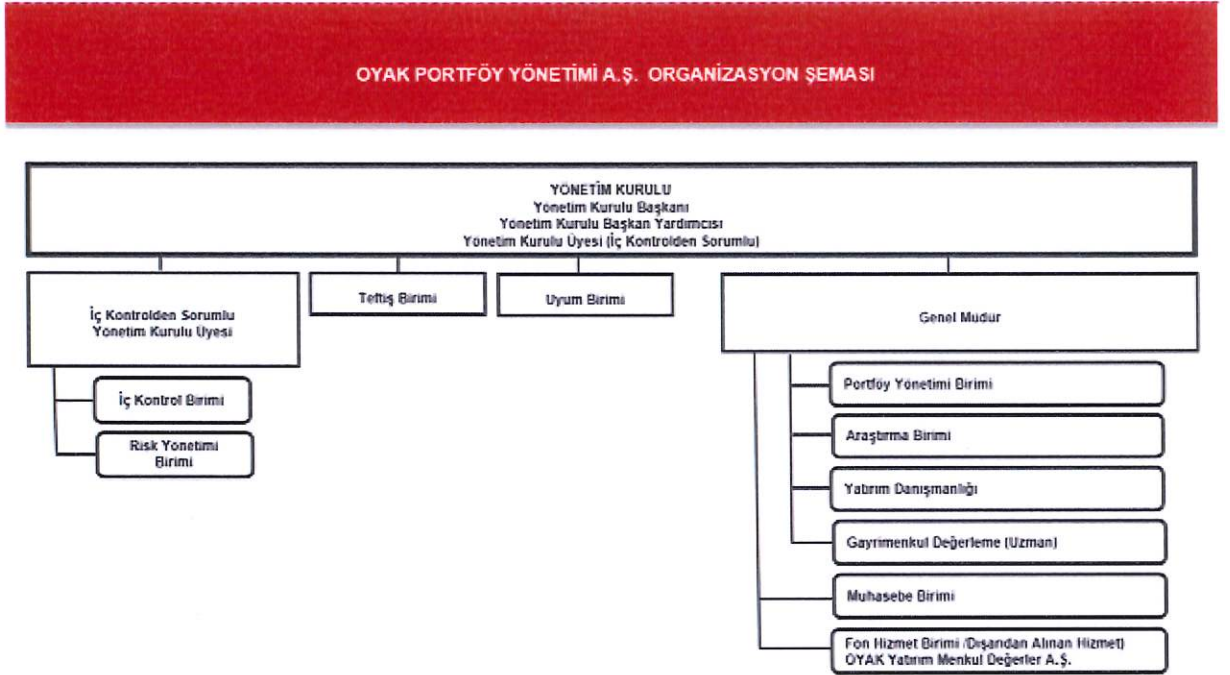 OYAK PORTFÖY YÖNETİMİ A.Ş. ORGANİZASYON ŞEMASI
YÖNETİM KURULU
Yönetim Kurulu Başkanı
Yönetim Kurulu Başkan Yardımcısı
Yönetim Kurulu Üyesi (İç Kontrolden Sorumlu)
İç Kontrolden Sorumlu
Yönetim Kurulu Üyesi
Teftiş Birimi
Uyum Birimi
Genel Müdür
İç Kontrol Birimi
Risk Yönetimi
Birimi
Portföy Yönetimi Birimi
Araştırma Birimi
Yatırım Danışmanlığı
Gayrimenkul Değerleme (Uzman)
Muhasebe Birimi
Fon Hizmet Birimi /Dışarıdan Alınan Hizmet)
OYAK Yatırım Menkul Değerler A.Ş.